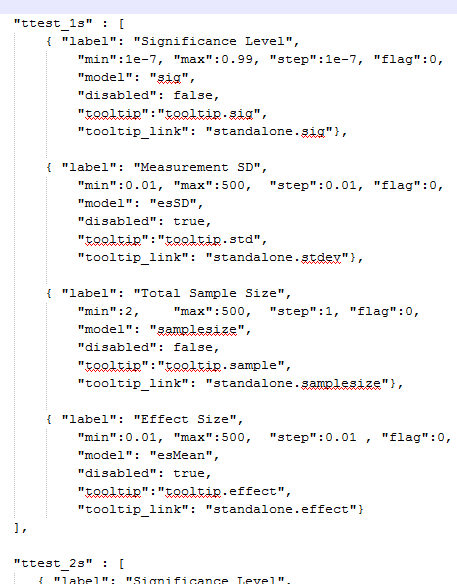 "ttest_1s" : [
{ "label": "Significance Level",
"min":1e-7, "max":0.99, "step":1e-7, "flag":0,
"model": "sig",
"disabled": false,
"tooltip":"tooltip.sig",
"tooltip_link": "standalone.sig"},
{ "label": "Measurement SD",
"min":0.01, "max":500,  "step":0.01, "flag":0,
"model": "esSD",
"disabled": true,
"tooltip":"tooltip.std",
"tooltip_link": "standalone.stdev"},
{ "label": "Total Sample Size",
"min":2,    "max":500,  "step":1, "flag":0,
"model": "samplesize",
"disabled": false,
"tooltip":"tooltip.sample",
"tooltip_link": "standalone.samplesize"},
{ "label": "Effect Size",
"min":0.01, "max":500,  "step":0.01 , "flag":0,
"model": "esMean",
"disabled": true,
"tooltip":"tooltip.effect",
"tooltip_link": "standalone.effect"}
],
"ttest_2s" : [
{ "label": "Significance Level",